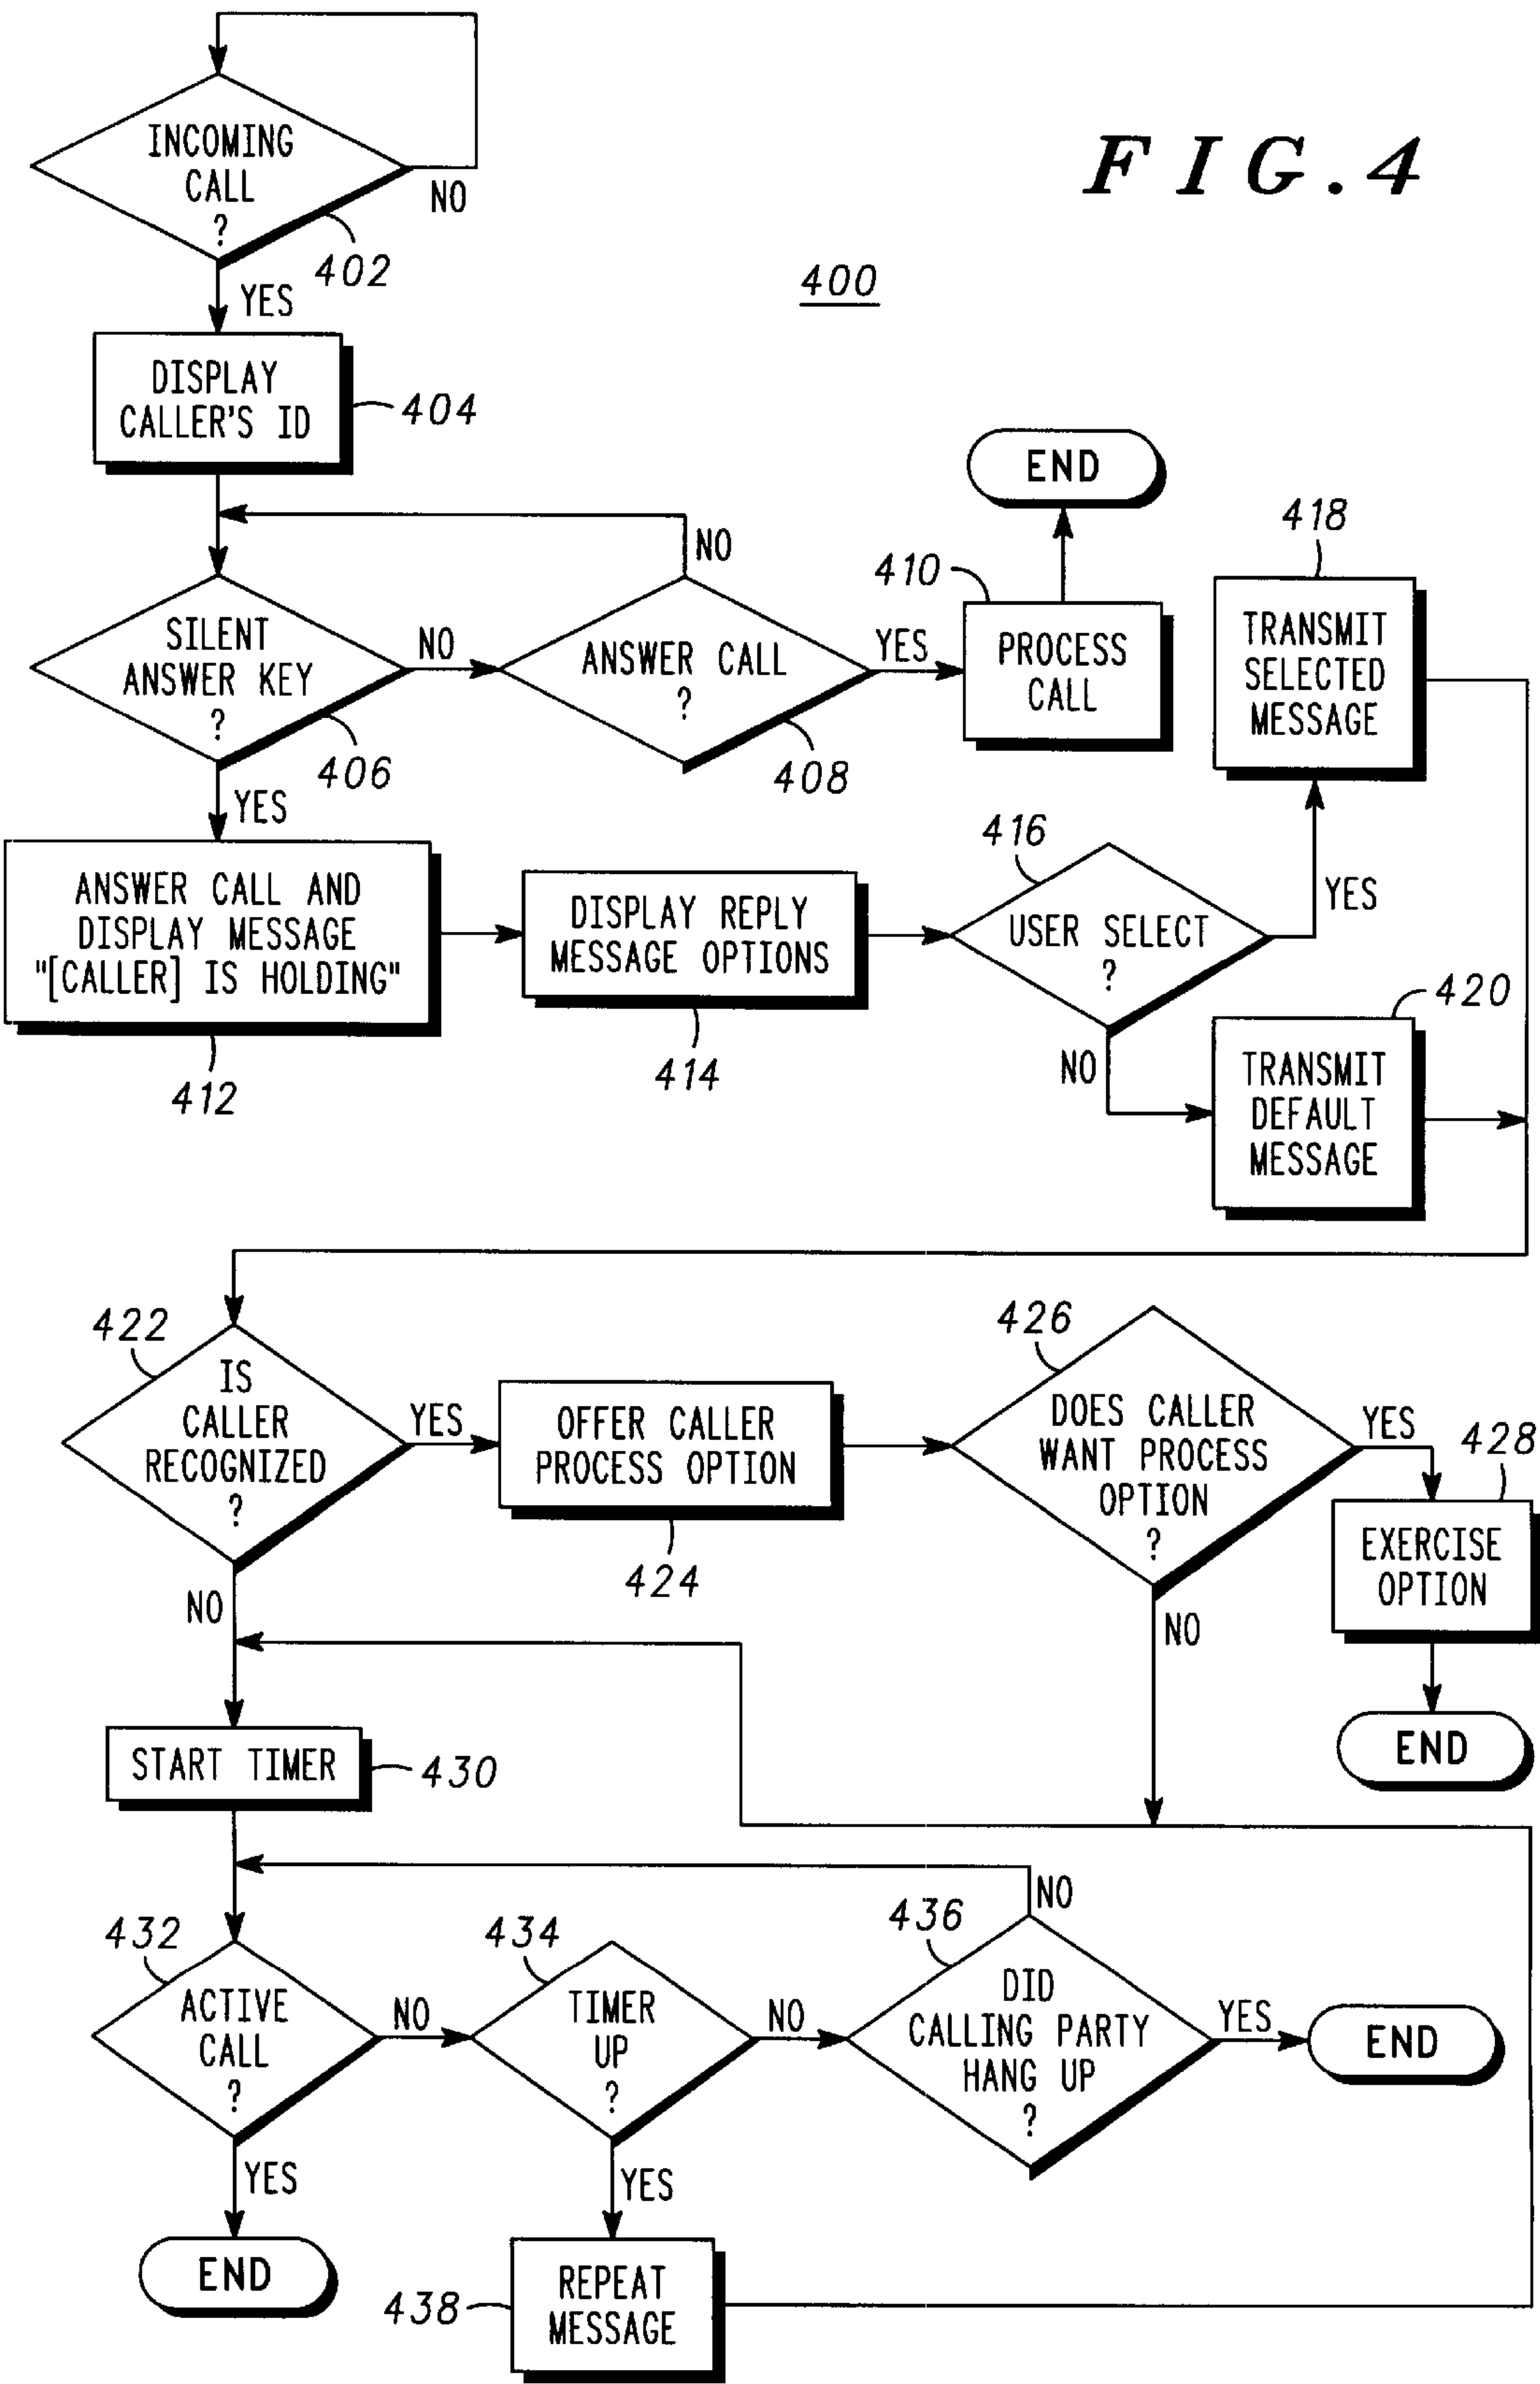 FIG.4
400
INCOMING
CALL
?
NO
402
YES
DISPLAY
CALLER'S ID
404
END
NO
418
410
SILENT
ANSWER KEY
?
NO
406
ANSWER CALL
?
YES
408
PROCESS
CALL
TRANSMIT
SELECTED
MESSAGE
YES
416
ANSWER CALL AND
DISPLAY MESSAGE
"[CALLER] IS HOLDING"
412
DISPLAY REPLY
MESSAGE OPTIONS
414
USER SELECT
?
YES
NO
420
TRANSMIT
DEFAULT
MESSAGE
422
IS
CALLER
RECOGNIZED
?
YES
NO
OFFER CALLER
PROCESS OPTION
424
426
DOES CALLER
WANT PROCESS
OPTION
?
YES
NO
428
EXERCISE
OPTION
END
START TIMER
430
432
ACTIVE
CALL
?
NO
YES
END
434
TIMER
UP
?
NO
YES
436
NO
DID
CALLING PARTY
HANG UP
?
YES
END
438
REPEAT
MESSAGE